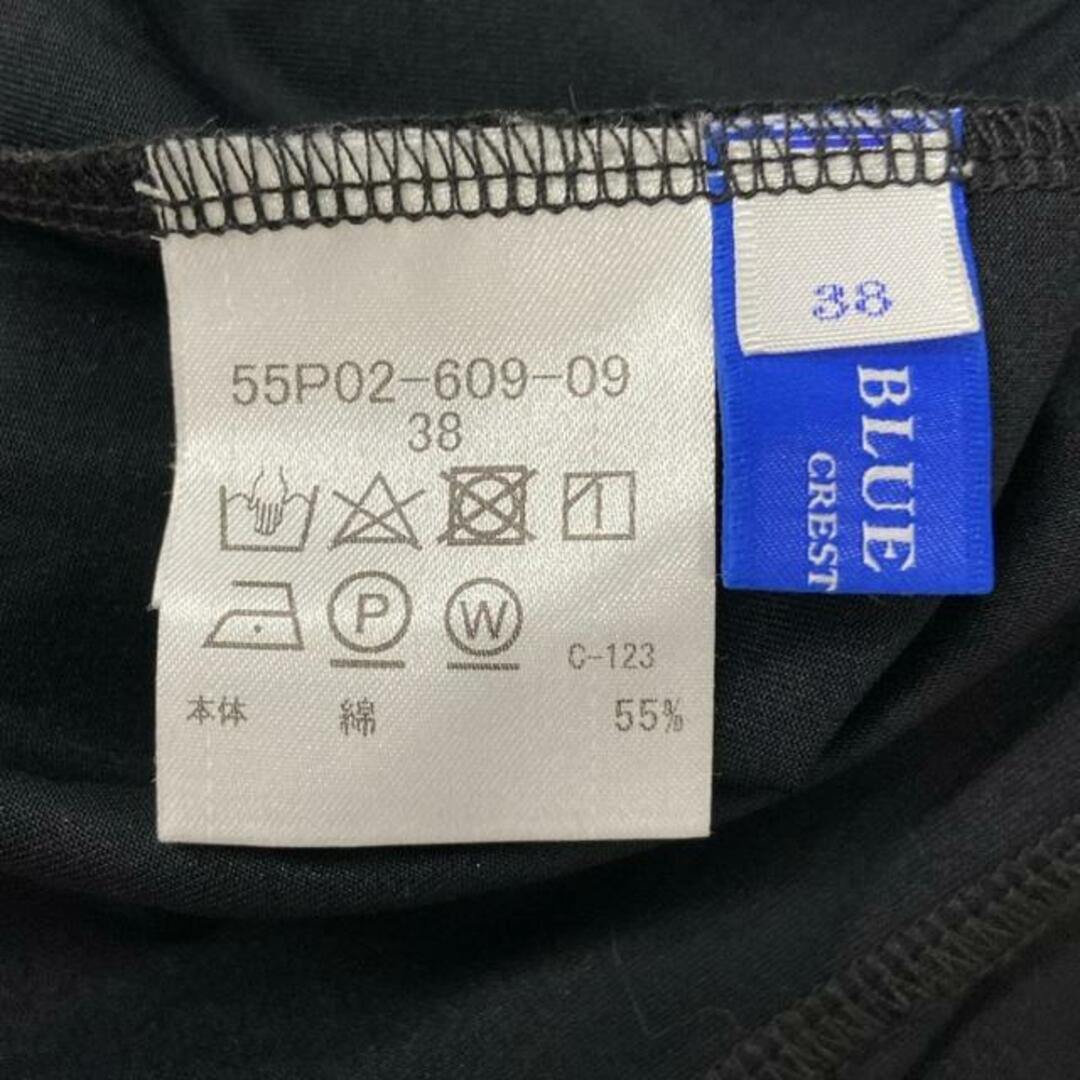 55P02-609-09
38
P
W
C-123
本体 綿 55%
38
BLUE
CREST